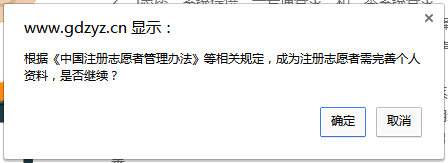 www.gdzyz.cn 显示：
根据《中国注册志愿者管理办法》等相关规定，成为注册志愿者需完善个人
资料，是否继续？
确定 取消